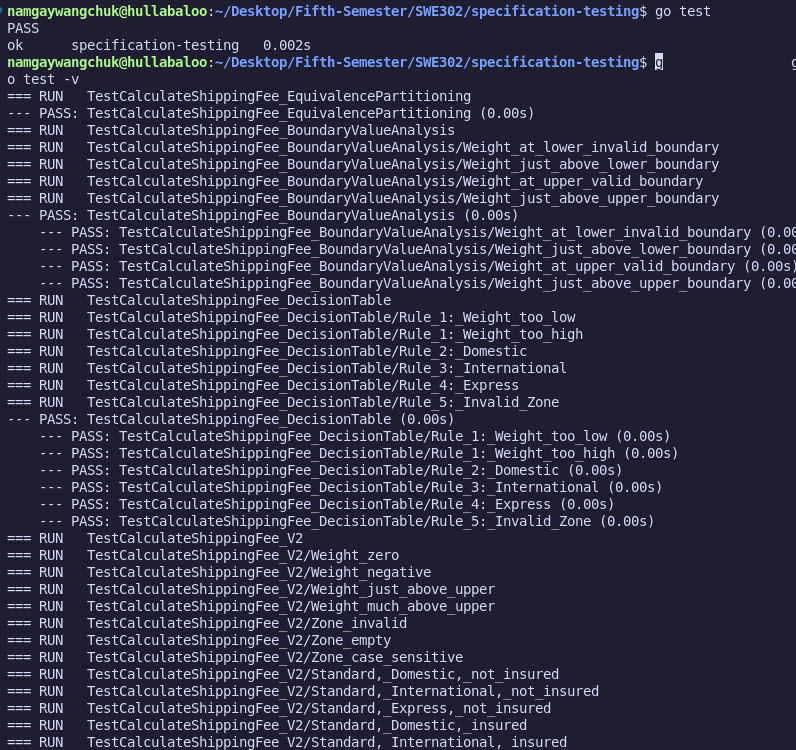 namgaywangchuk@hullabaloo:~/Desktop/Fifth-Semester/SWE302/specification-testing$ go test
PASS
ok      specification-testing   0.002s
namgaywangchuk@hullabaloo:~/Desktop/Fifth-Semester/SWE302/specification-testing$ g                g
o test -v
=== RUN   TestCalculateShippingFee_EquivalencePartitioning
--- PASS: TestCalculateShippingFee_EquivalencePartitioning (0.00s)
=== RUN   TestCalculateShippingFee_BoundaryValueAnalysis
=== RUN   TestCalculateShippingFee_BoundaryValueAnalysis/Weight_at_lower_invalid_boundary
=== RUN   TestCalculateShippingFee_BoundaryValueAnalysis/Weight_just_above_lower_boundary
=== RUN   TestCalculateShippingFee_BoundaryValueAnalysis/Weight_at_upper_valid_boundary
=== RUN   TestCalculateShippingFee_BoundaryValueAnalysis/Weight_just_above_upper_boundary
--- PASS: TestCalculateShippingFee_BoundaryValueAnalysis (0.00s)
    --- PASS: TestCalculateShippingFee_BoundaryValueAnalysis/Weight_at_lower_invalid_boundary (0.00
    --- PASS: TestCalculateShippingFee_BoundaryValueAnalysis/Weight_just_above_lower_boundary (0.00
    --- PASS: TestCalculateShippingFee_BoundaryValueAnalysis/Weight_at_upper_valid_boundary (0.00s)
    --- PASS: TestCalculateShippingFee_BoundaryValueAnalysis/Weight_just_above_upper_boundary (0.00
=== RUN   TestCalculateShippingFee_DecisionTable
=== RUN   TestCalculateShippingFee_DecisionTable/Rule_1:_Weight_too_low
=== RUN   TestCalculateShippingFee_DecisionTable/Rule_1:_Weight_too_high
=== RUN   TestCalculateShippingFee_DecisionTable/Rule_2:_Domestic
=== RUN   TestCalculateShippingFee_DecisionTable/Rule_3:_International
=== RUN   TestCalculateShippingFee_DecisionTable/Rule_4:_Express
=== RUN   TestCalculateShippingFee_DecisionTable/Rule_5:_Invalid_Zone
--- PASS: TestCalculateShippingFee_DecisionTable (0.00s)
    --- PASS: TestCalculateShippingFee_DecisionTable/Rule_1:_Weight_too_low (0.00s)
    --- PASS: TestCalculateShippingFee_DecisionTable/Rule_1:_Weight_too_high (0.00s)
    --- PASS: TestCalculateShippingFee_DecisionTable/Rule_2:_Domestic (0.00s)
    --- PASS: TestCalculateShippingFee_DecisionTable/Rule_3:_International (0.00s)
    --- PASS: TestCalculateShippingFee_DecisionTable/Rule_4:_Express (0.00s)
    --- PASS: TestCalculateShippingFee_DecisionTable/Rule_5:_Invalid_Zone (0.00s)
=== RUN   TestCalculateShippingFee_V2
=== RUN   TestCalculateShippingFee_V2/Weight_zero
=== RUN   TestCalculateShippingFee_V2/Weight_negative
=== RUN   TestCalculateShippingFee_V2/Weight_just_above_upper
=== RUN   TestCalculateShippingFee_V2/Weight_much_above_upper
=== RUN   TestCalculateShippingFee_V2/Zone_invalid
=== RUN   TestCalculateShippingFee_V2/Zone_empty
=== RUN   TestCalculateShippingFee_V2/Zone_case_sensitive
=== RUN   TestCalculateShippingFee_V2/Standard,_Domestic,_not_insured
=== RUN   TestCalculateShippingFee_V2/Standard,_International,_not_insured
=== RUN   TestCalculateShippingFee_V2/Standard,_Express,_not_insured
=== RUN   TestCalculateShippingFee_V2/Standard,_Domestic,_insured
=== RUN   TestCalculateShippingFee_V2/Standard,_International,_insured